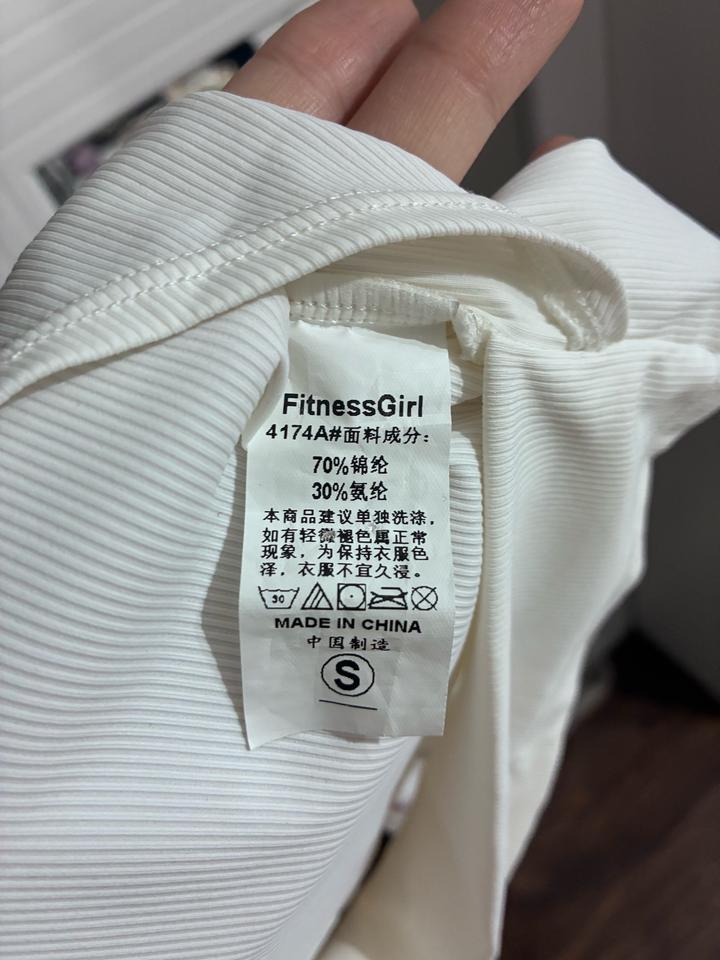 FitnessGirl
4174A#面料成分:
70%锦纶
30%氨纶
本商品建议单独洗涤,
如有轻微褪色属正常
现象，为保持衣服色
泽，衣服不宜久浸。
30
MADE IN CHINA
中国制造
S